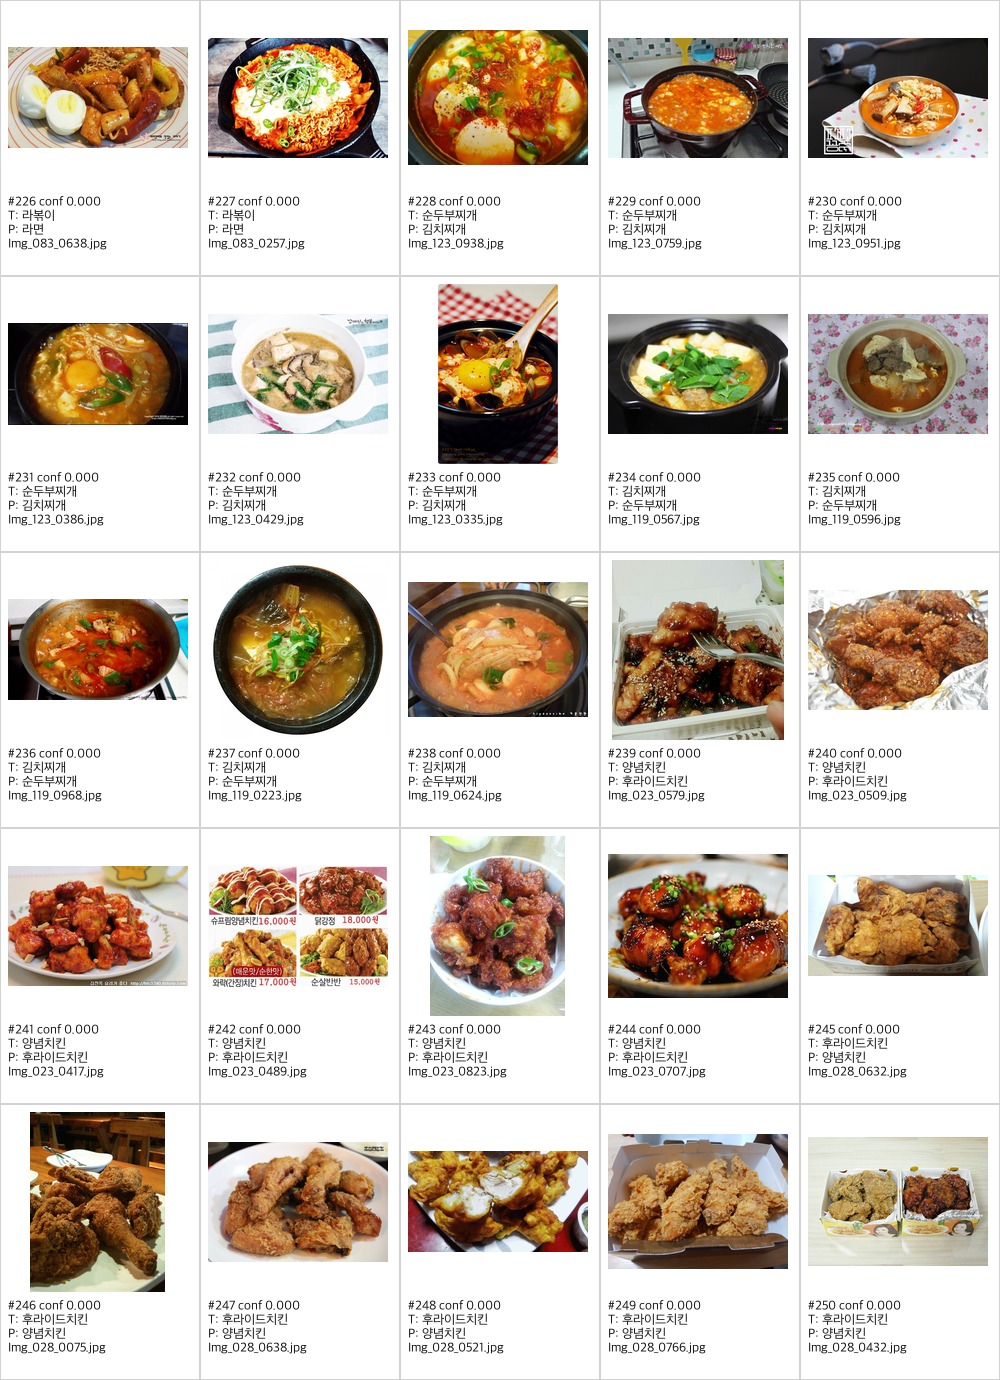 #226 conf 0.000
T: 라볶이
P: 라면
Img_083_0638.jpg
#227 conf 0.000
T: 라볶이
P: 라면
Img_083_0257.jpg
#228 conf 0.000
T: 순두부찌개
P: 김치찌개
Img_123_0938.jpg
#229 conf 0.000
T: 순두부찌개
P: 김치찌개
Img_123_0759.jpg
#230 conf 0.000
T: 순두부찌개
P: 김치찌개
Img_123_0951.jpg
#231 conf 0.000
T: 순두부찌개
P: 김치찌개
Img_123_0386.jpg
#232 conf 0.000
T: 순두부찌개
P: 김치찌개
Img_123_0429.jpg
#233 conf 0.000
T: 순두부찌개
P: 김치찌개
Img_123_0335.jpg
#234 conf 0.000
T: 김치찌개
P: 순두부찌개
Img_119_0567.jpg
#235 conf 0.000
T: 김치찌개
P: 순두부찌개
Img_119_0596.jpg
#236 conf 0.000
T: 김치찌개
P: 순두부찌개
Img_119_0968.jpg
#237 conf 0.000
T: 김치찌개
P: 순두부찌개
Img_119_0223.jpg
#238 conf 0.000
T: 김치찌개
P: 순두부찌개
Img_119_0624.jpg
#239 conf 0.000
T: 양념치킨
P: 후라이드치킨
Img_023_0579.jpg
#240 conf 0.000
T: 양념치킨
P: 후라이드치킨
Img_023_0509.jpg
#241 conf 0.000
T: 양념치킨
P: 후라이드치킨
Img_023_0417.jpg
슈프림양념치킨 16,000원
닭강정 18,000원
(매운맛/순한맛)
와락(간장)치킨 17,000원
순살반반 15,000원
#242 conf 0.000
T: 양념치킨
P: 후라이드치킨
Img_023_0489.jpg
#243 conf 0.000
T: 양념치킨
P: 후라이드치킨
Img_023_0823.jpg
#244 conf 0.000
T: 양념치킨
P: 후라이드치킨
Img_023_0707.jpg
#245 conf 0.000
T: 후라이드치킨
P: 양념치킨
Img_028_0632.jpg
#246 conf 0.000
T: 후라이드치킨
P: 양념치킨
Img_028_0075.jpg
#247 conf 0.000
T: 후라이드치킨
P: 양념치킨
Img_028_0638.jpg
#248 conf 0.000
T: 후라이드치킨
P: 양념치킨
Img_028_0521.jpg
#249 conf 0.000
T: 후라이드치킨
P: 양념치킨
Img_028_0766.jpg
#250 conf 0.000
T: 후라이드치킨
P: 양념치킨
Img_028_0432.jpg